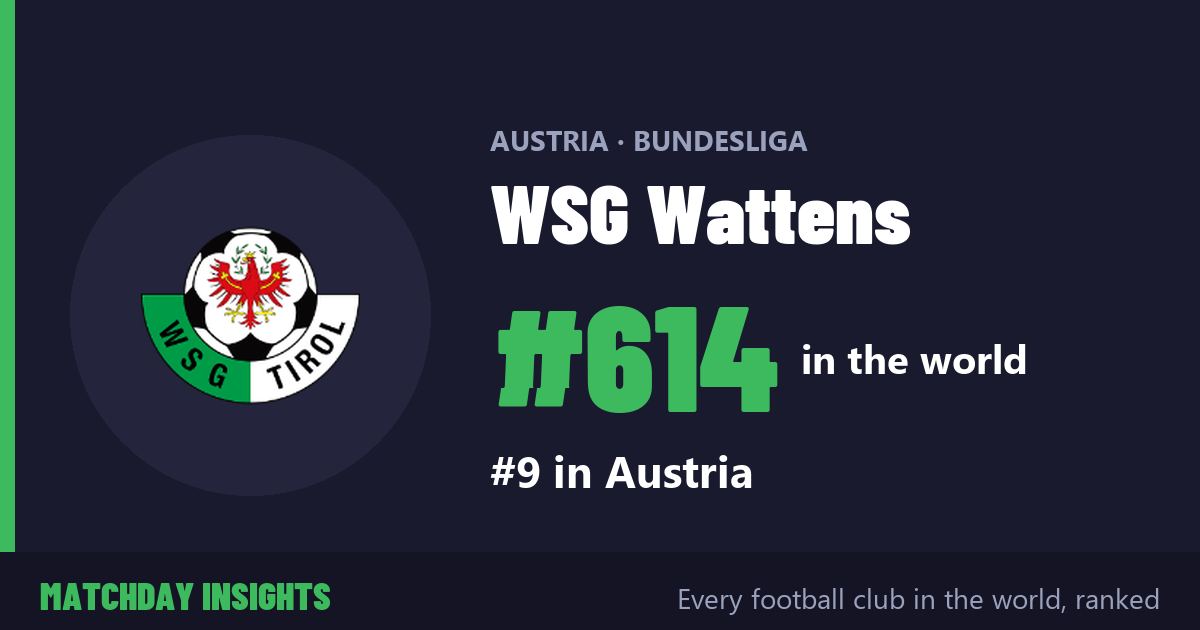 AUSTRIA · BUNDESLIGA
WSG Wattens
#614 in the world
#9 in Austria
WSG TIROL
MATCHDAY INSIGHTS
Every football club in the world, ranked